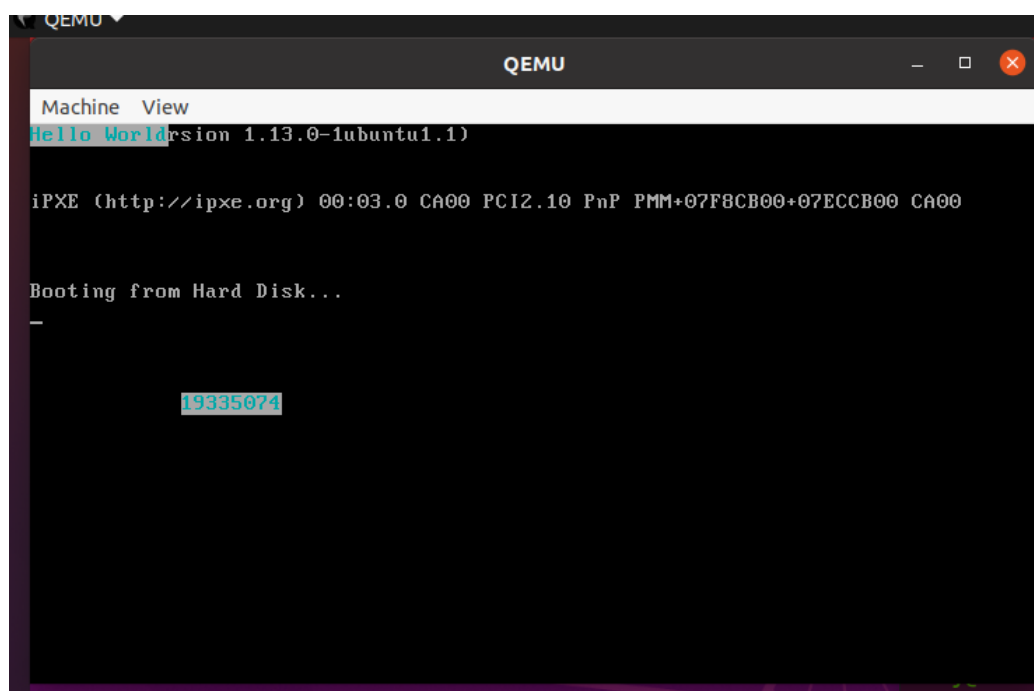 QEMU
QEMU
Machine View
Hello Worldrsion 1.13.0-1ubuntu1.1)
iPXE (http://ipxe.org) 00:03.0 CA00 PCI2.10 PnP PMM+07F8CB00+07ECCB00 CA00
Booting from Hard Disk...
19335074